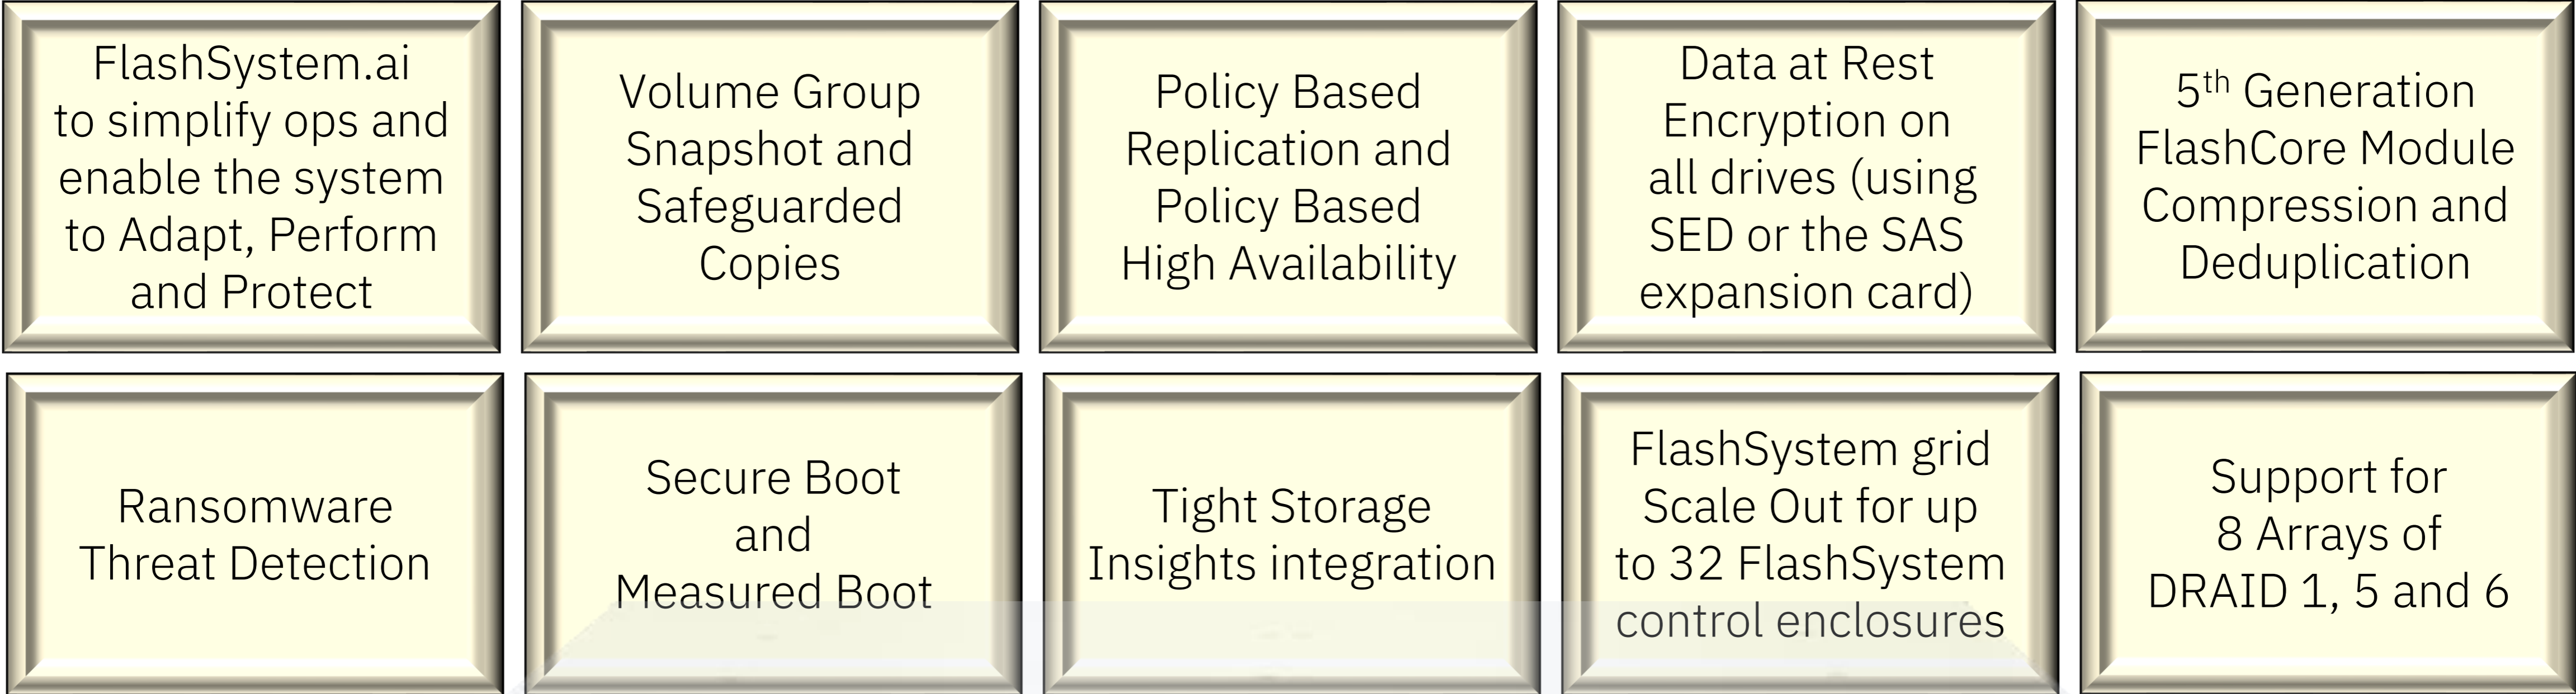 FlashSystem.ai
to simplify ops and
enable the system
to Adapt, Perform
and Protect
Volume Group
Snapshot and
Safeguarded
Copies
Policy Based
Replication and
Policy Based
High Availability
Data at Rest
Encryption on
all drives (using
SED or the SAS
expansion card)
5th Generation
FlashCore Module
Compression and
Deduplication
Ransomware
Threat Detection
Secure Boot
and
Measured Boot
Tight Storage
Insights integration
FlashSystem grid
Scale Out for up
to 32 FlashSystem
control enclosures
Support for
8 Arrays of
DRAID 1, 5 and 6